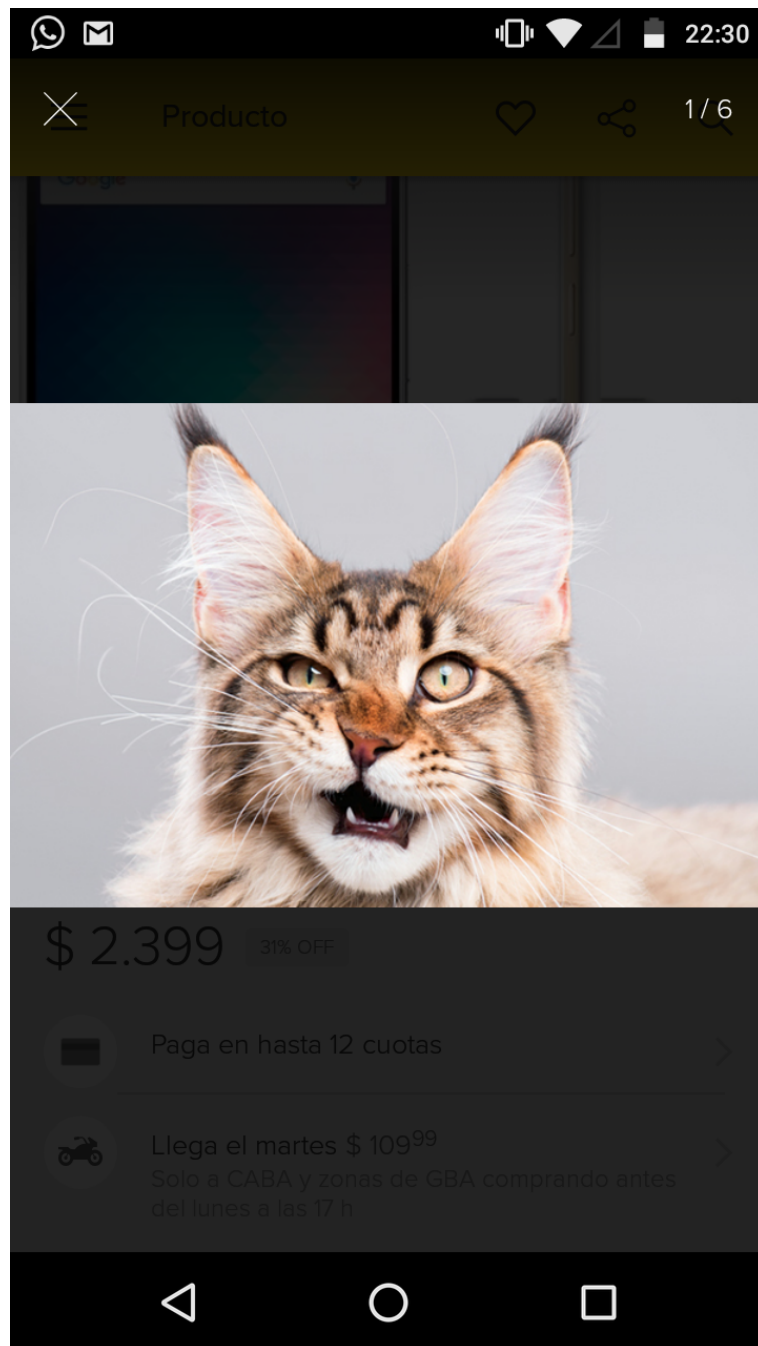 22:30
Producto
1 / 6
Google
$ 2.399
31% OFF
Paga en hasta 12 cuotas
Llega el martes $ 109⁹⁹
Solo a CABA y zonas de GBA comprando antes
del lunes a las 17 h